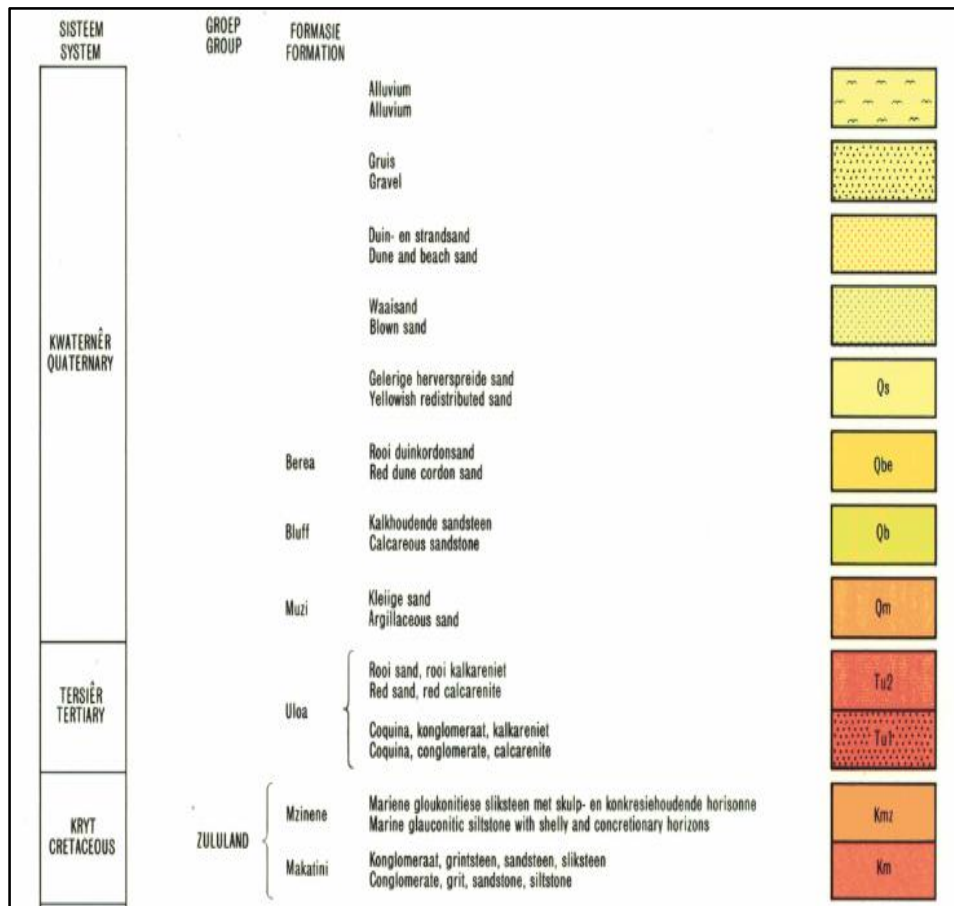 SISTEEM
SYSTEM
GROEP
GROUP
FORMASIE
FORMATION
KWATERNÊR
QUATERNARY
Alluvium
Alluvium
Gruis
Gravel
Duin- en strandsand
Dune and beach sand
Waaisand
Blown sand
Gelerige herverspreide sand
Yellowish redistributed sand
Qs
Berea
Rooi duinkordonsand
Red dune cordon sand
Qbe
Bluff
Kalkhoudende sandsteen
Calcareous sandstone
Qb
Muzi
Kleiige sand
Argillaceous sand
Qm
TERSIÊR
TERTIARY
Uloa
Rooi sand, rooi kalkareniet
Red sand, red calcarenite
Tu2
Coquina, konglomeraat, kalkareniet
Coquina, conglomerate, calcarenite
Tu1
KRYT
CRETACEOUS
ZULULAND
Mzinene
Mariene gloukonitiese sliksteen met skulp- en konkresiehoudende horisonne
Marine glauconitic siltstone with shelly and concretionary horizons
Kmz
Makatini
Konglomeraat, grintsteen, sandsteen, sliksteen
Conglomerate, grit, sandstone, siltstone
Km